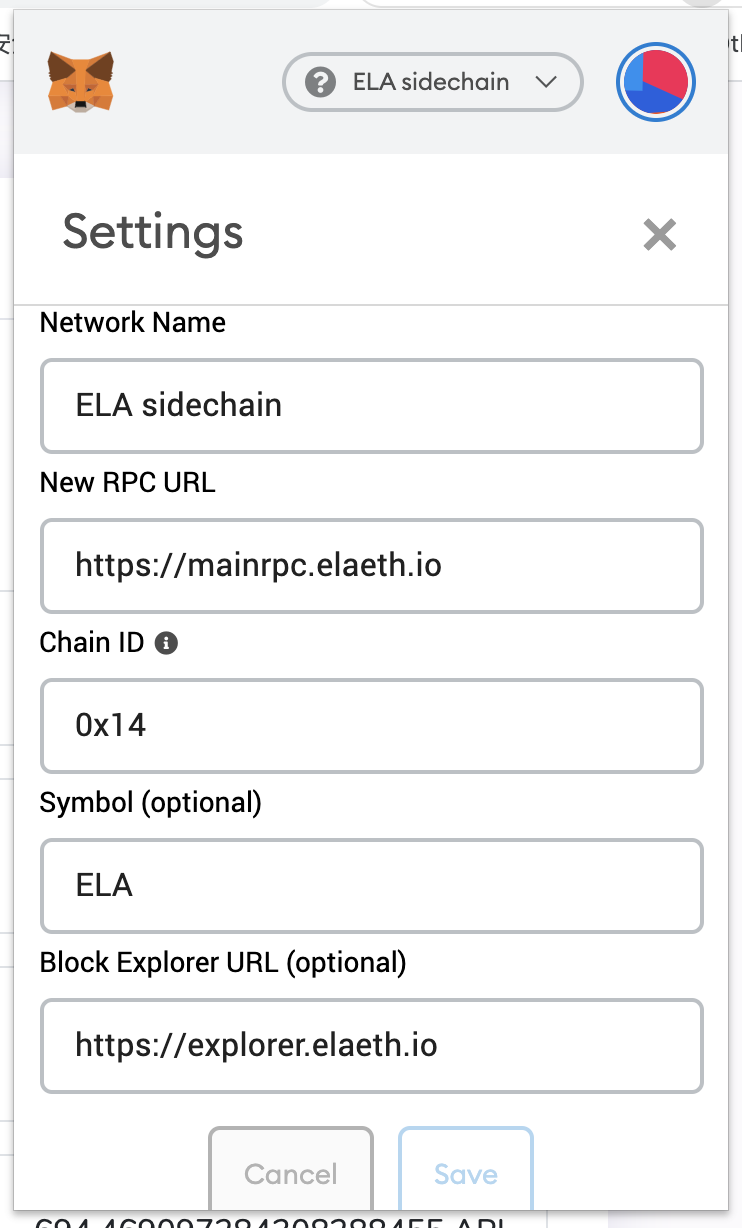 ELA sidechain
Settings
Network Name
ELA sidechain
New RPC URL
https://mainrpc.elaeth.io
Chain ID
0x14
Symbol (optional)
ELA
Block Explorer URL (optional)
https://explorer.elaeth.io
Cancel
Save